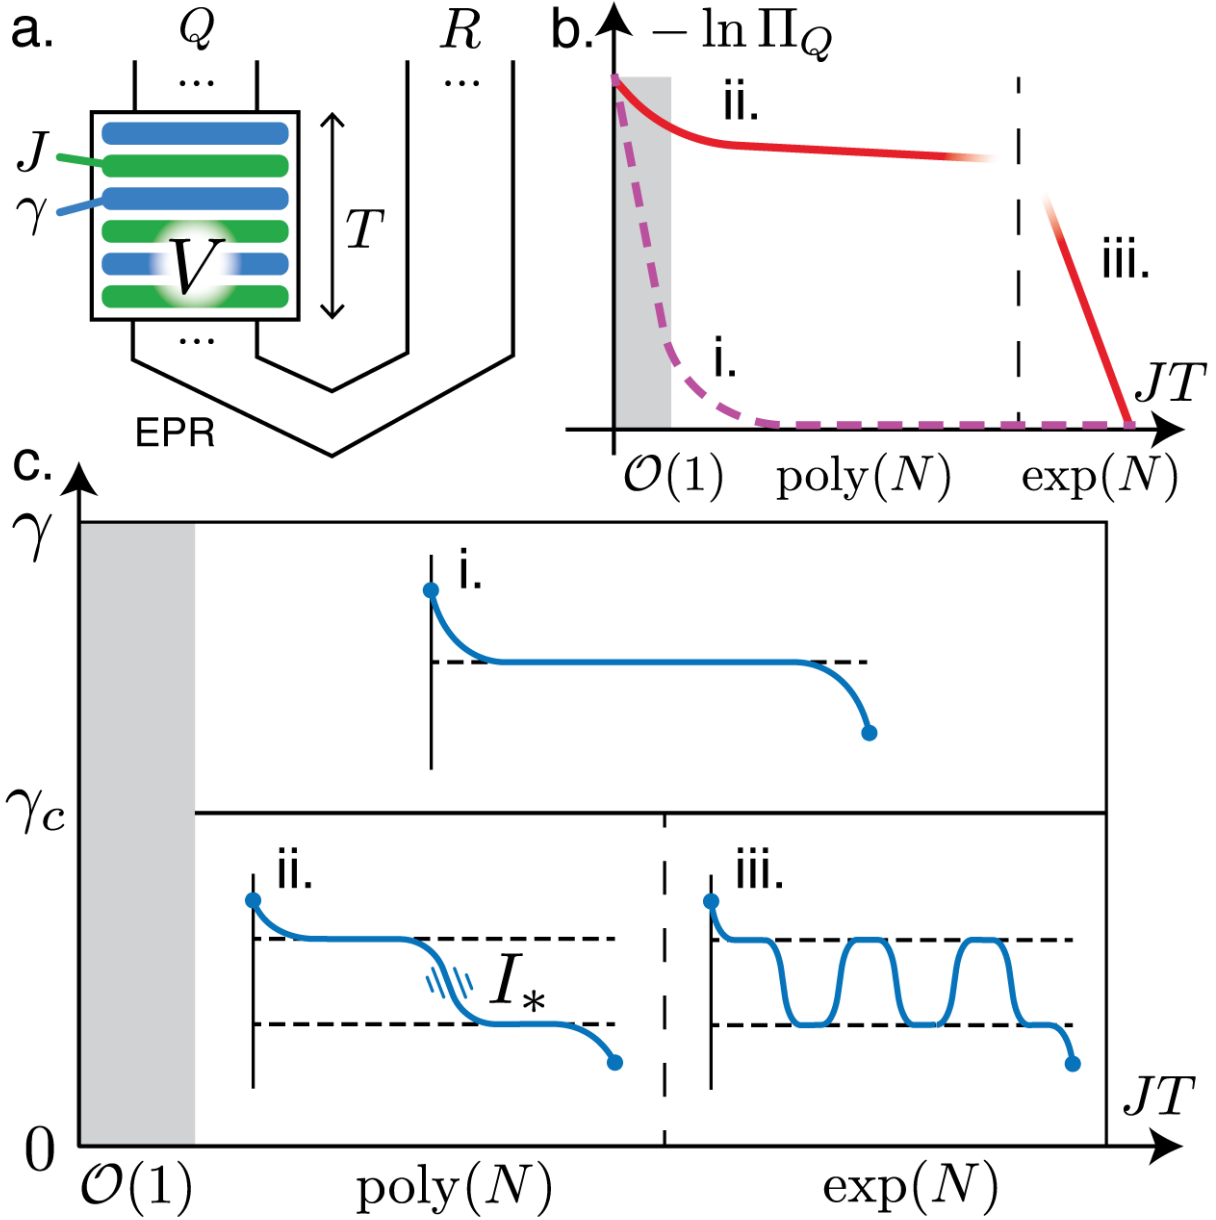 a.
Q
R
...
...
J
γ
V
T
...
EPR
b.
− ln Π_Q
ii.
i.
iii.
JT
𝒪(1)
poly(N)
exp(N)
c.
γ
i.
γ_c
ii.
I_*
iii.
JT
0
𝒪(1)
poly(N)
exp(N)